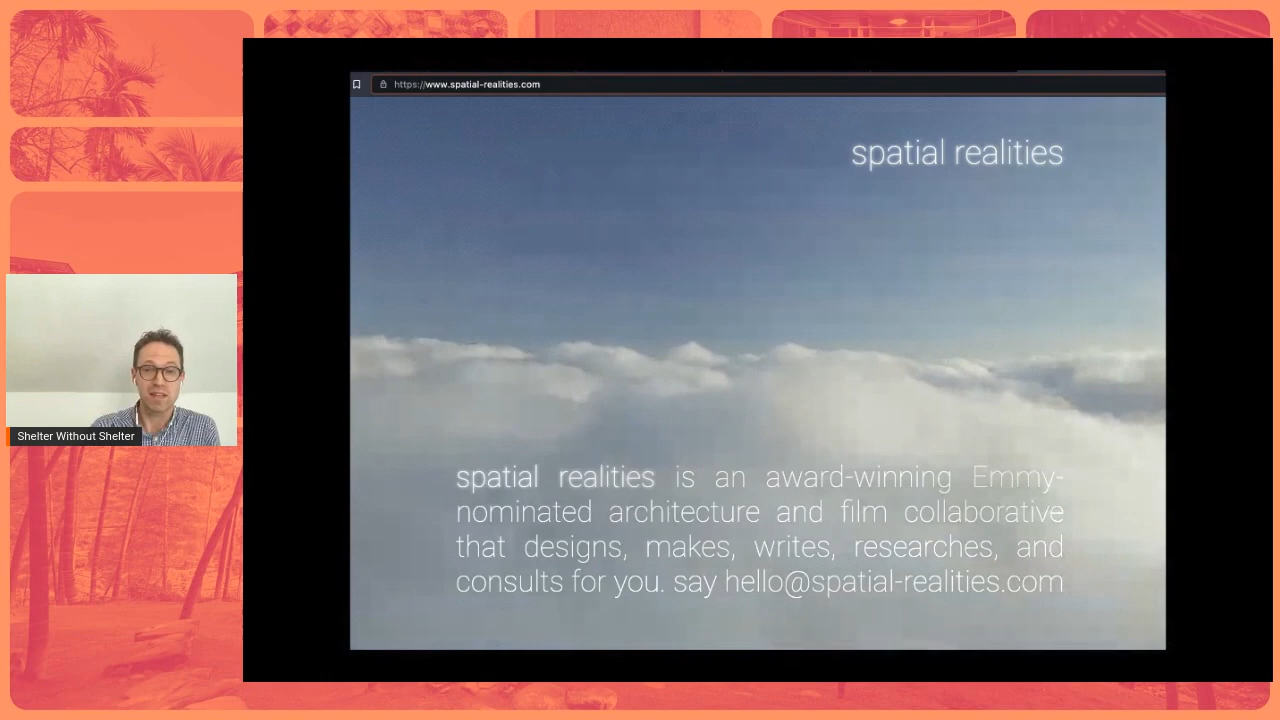 https://www.spatial-realities.com
spatial realities
Shelter Without Shelter
spatial realities is an award-winning Emmy-
nominated architecture and film collaborative
that designs, makes, writes, researches, and
consults for you. say hello@spatial-realities.com